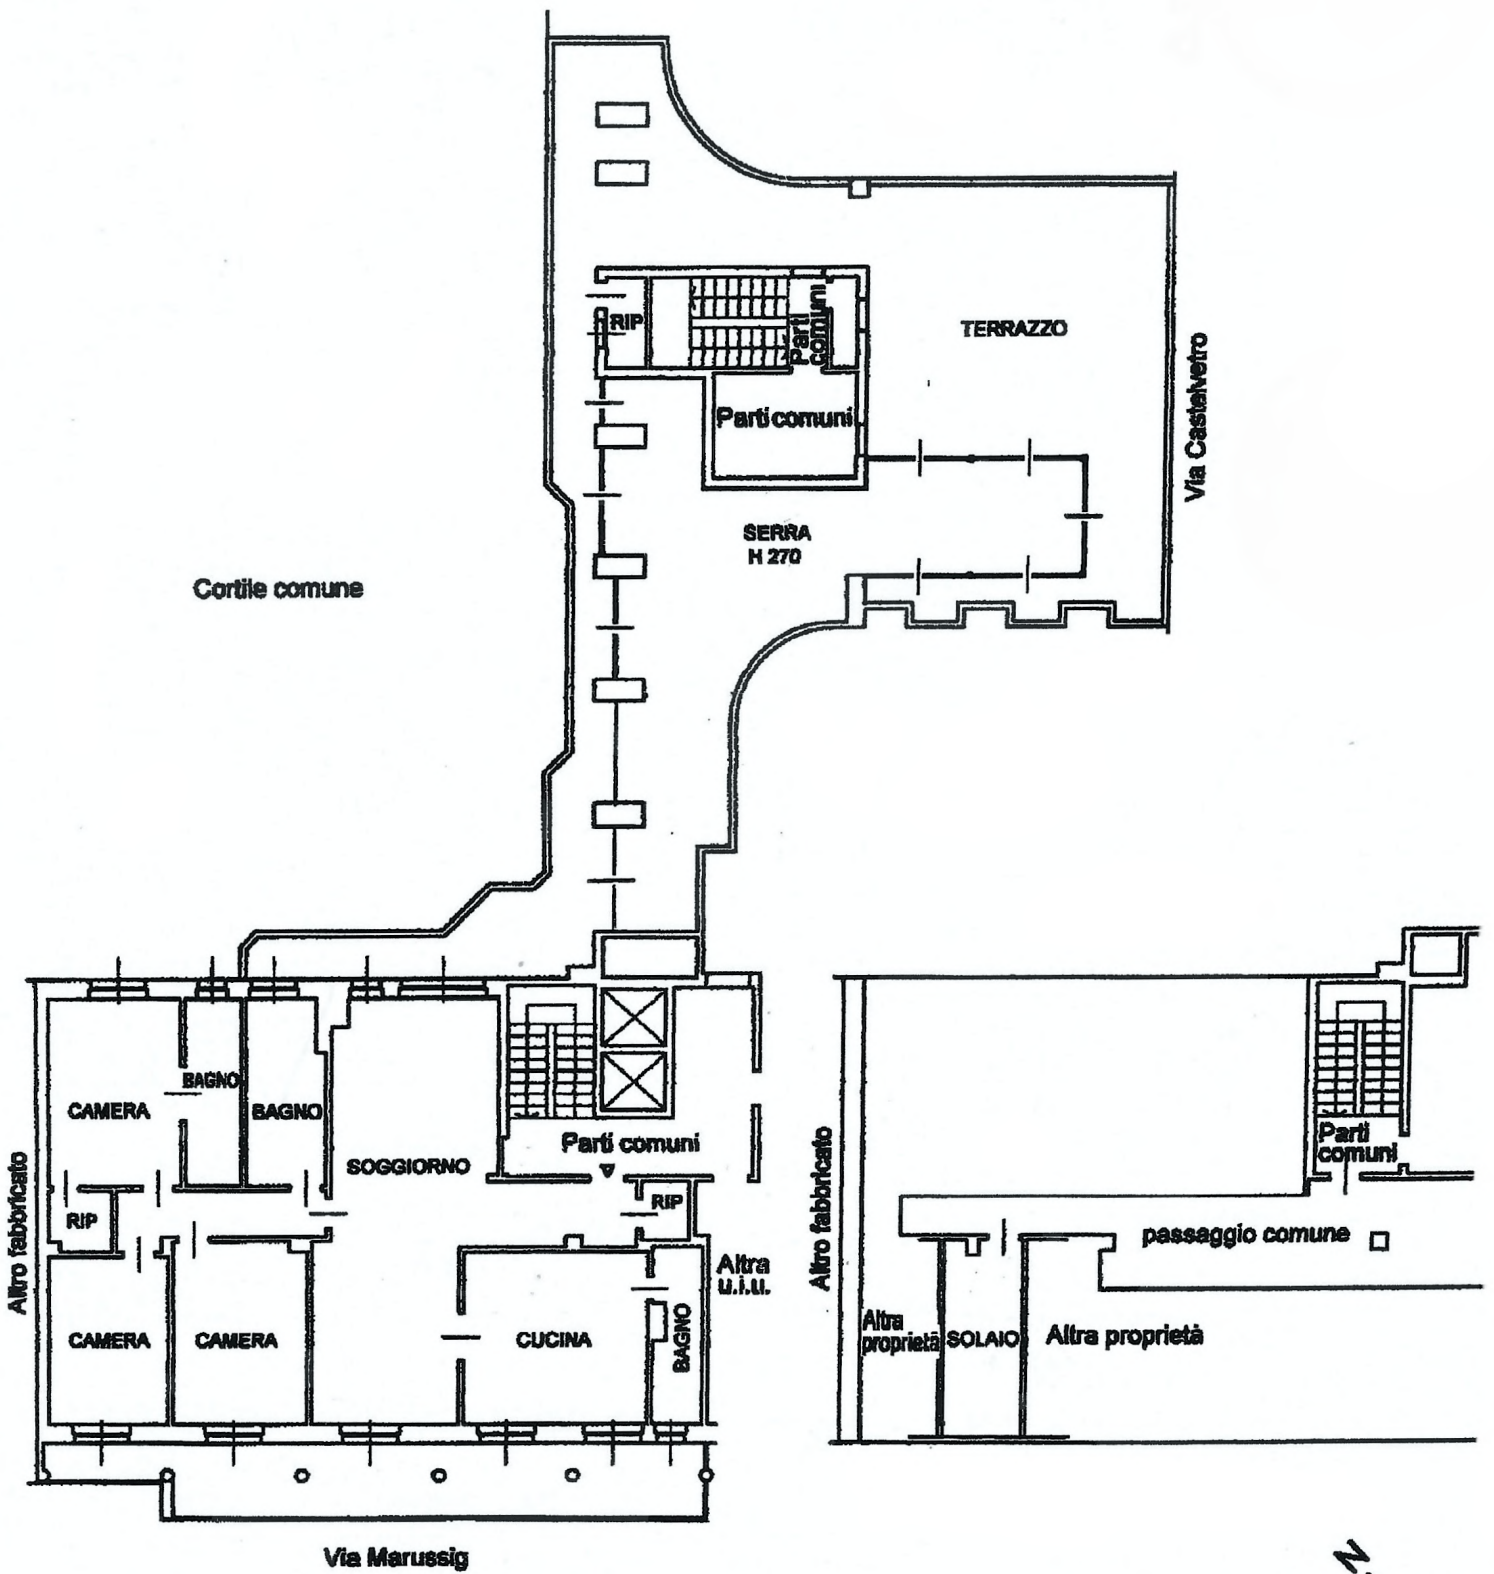 RIP
Parti
comuni
TERRAZZO
Via Castelvetro
Parti comuni
SERRA
H 270
Cortile comune
CAMERA
BAGNO
BAGNO
SOGGIORNO
Parti comuni
RIP
RIP
Altro fabbricato
CAMERA
CAMERA
CUCINA
BAGNO
Altra
u.i.u.
Via Marussig
Altro fabbricato
Parti
comuni
passaggio comune
Altra
proprietà
SOLAIO
Altra proprietà
N